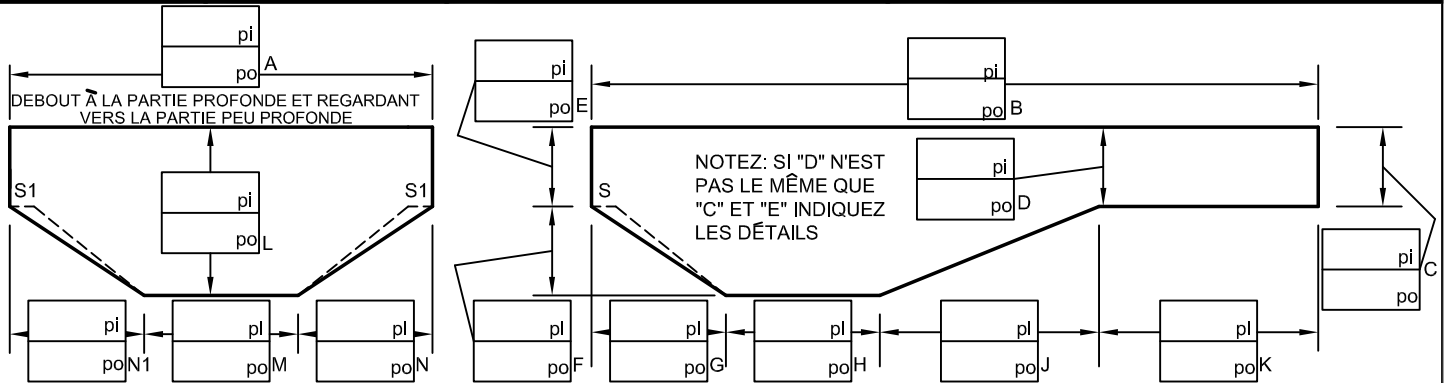 pi
po A
DEBOUT À LA PARTIE PROFONDE ET REGARDANT
VERS LA PARTIE PEU PROFONDE
S1
S1
pi
po L
pi
po N1
pl
po M
pl
po N
pi
po E
pl
po F
pi
po B
NOTEZ: SI "D" N'EST
PAS LE MÊME QUE
"C" ET "E" INDIQUEZ
LES DÉTAILS
S
pi
po D
pi C
po
pl
po G
pl
po H
pl
po J
pl
po K